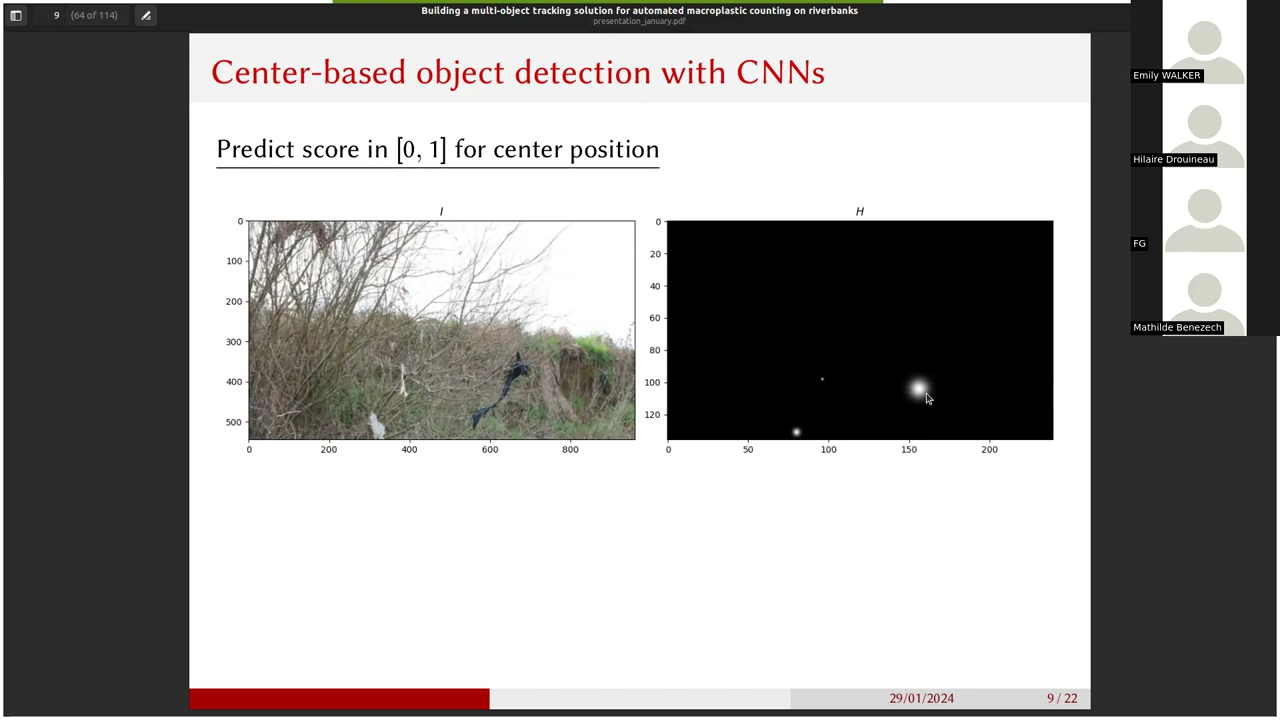 Building a multi-object tracking solution for automated macroplastic counting on riverbanks
presentation_january.pdf
9 (64 of 114)
Center-based object detection with CNNs
Predict score in [0, 1] for center position
I
0
100
200
300
400
500
0 200 400 600 800
H
0
20
40
60
80
100
120
0 50 100 150 200
29/01/2024 9 / 22
Emily WALKER
Hilaire Drouineau
FG
Mathilde Benezech